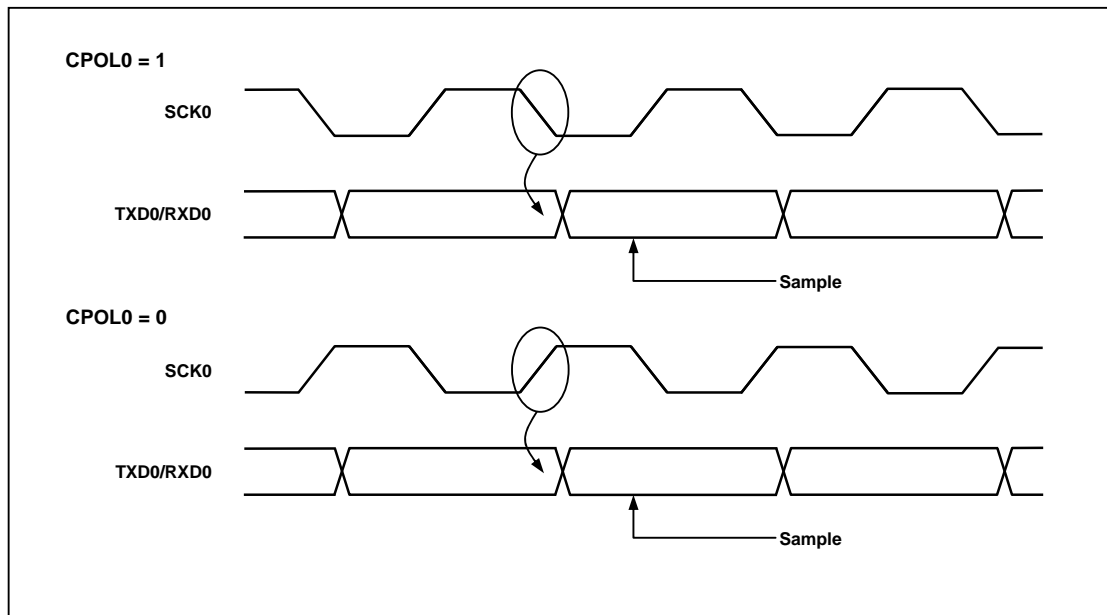 CPOL0 = 1
SCK0
TXD0/RXD0
Sample
CPOL0 = 0
SCK0
TXD0/RXD0
Sample